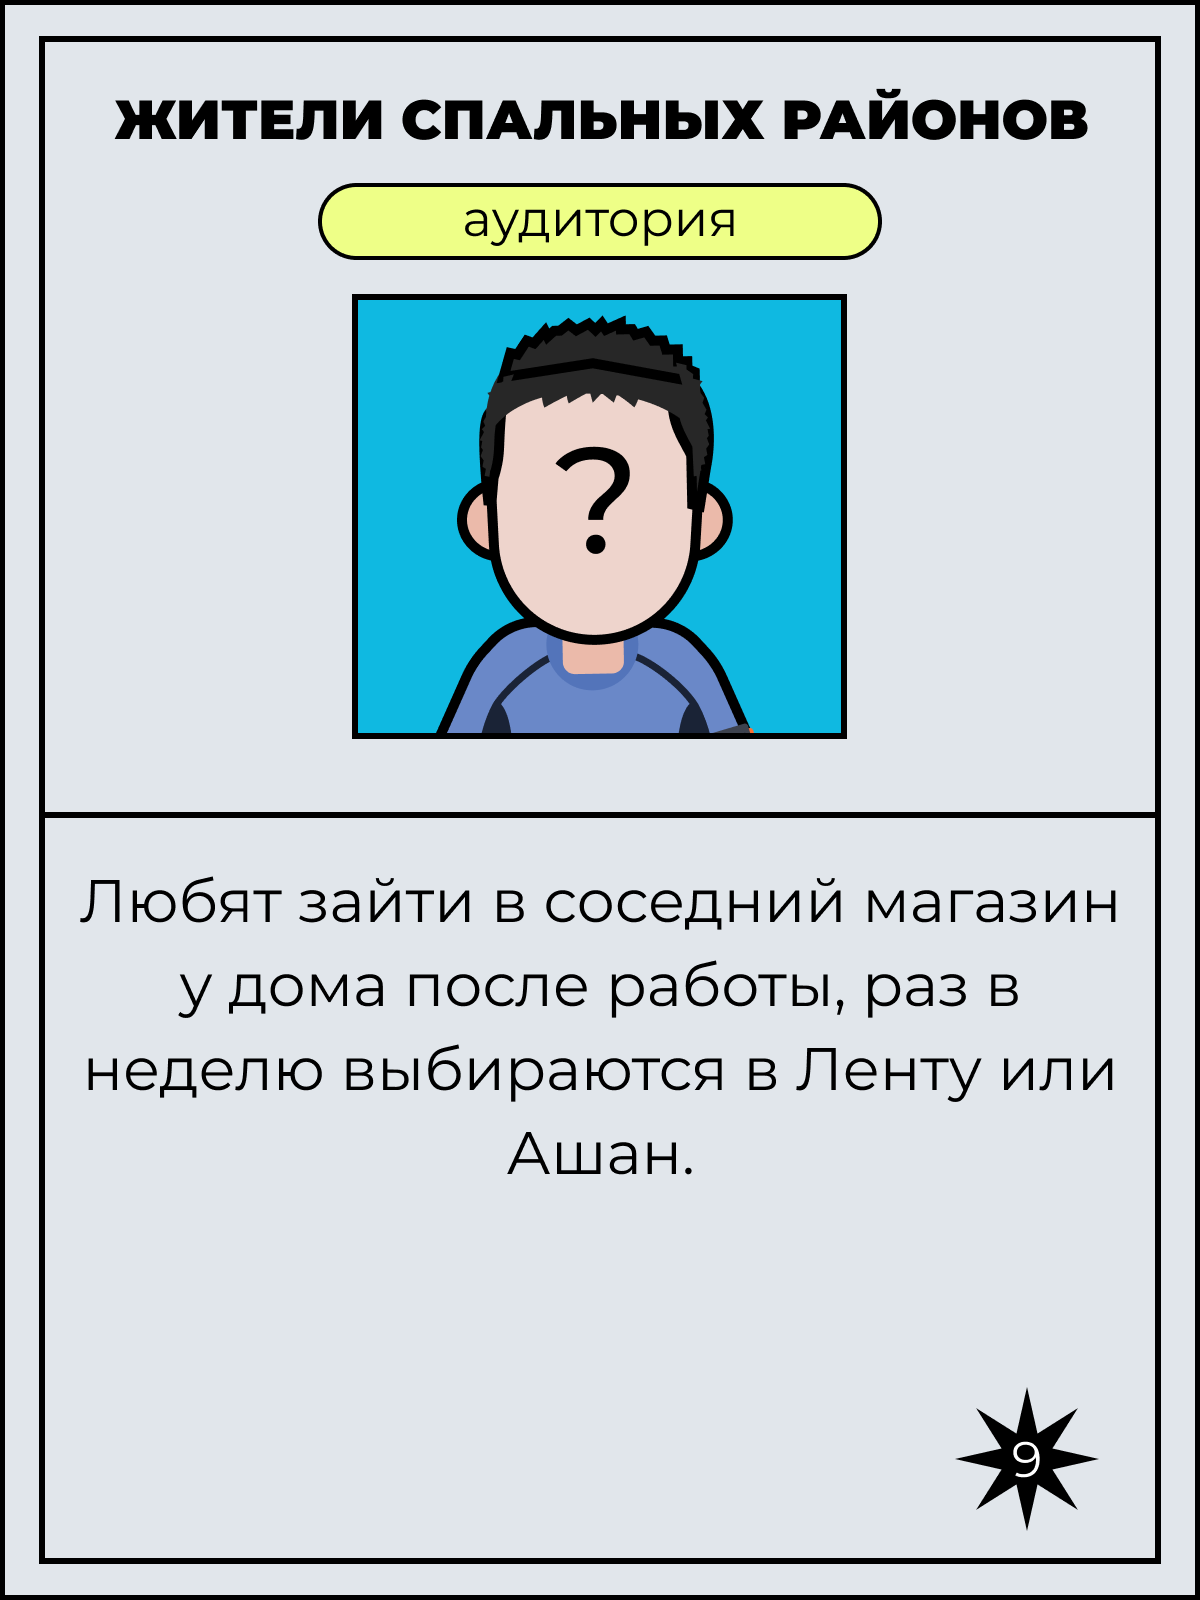 ЖИТЕЛИ СПАЛЬНЫХ РАЙОНОВ
аудитория
?
Любят зайти в соседний магазин
у дома после работы, раз в
неделю выбираются в Ленту или
Ашан.
9